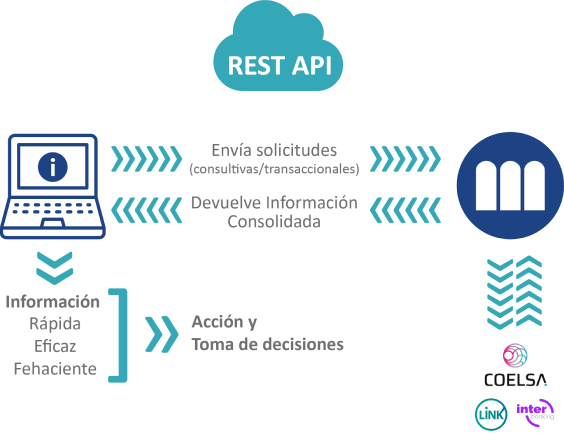 REST API
Envía solicitudes
(consultivas/transaccionales)
Devuelve Información
Consolidada
Información
Rápida
Eficaz
Fehaciente
Acción y
Toma de decisiones
COELSA
LINK
inter
banking